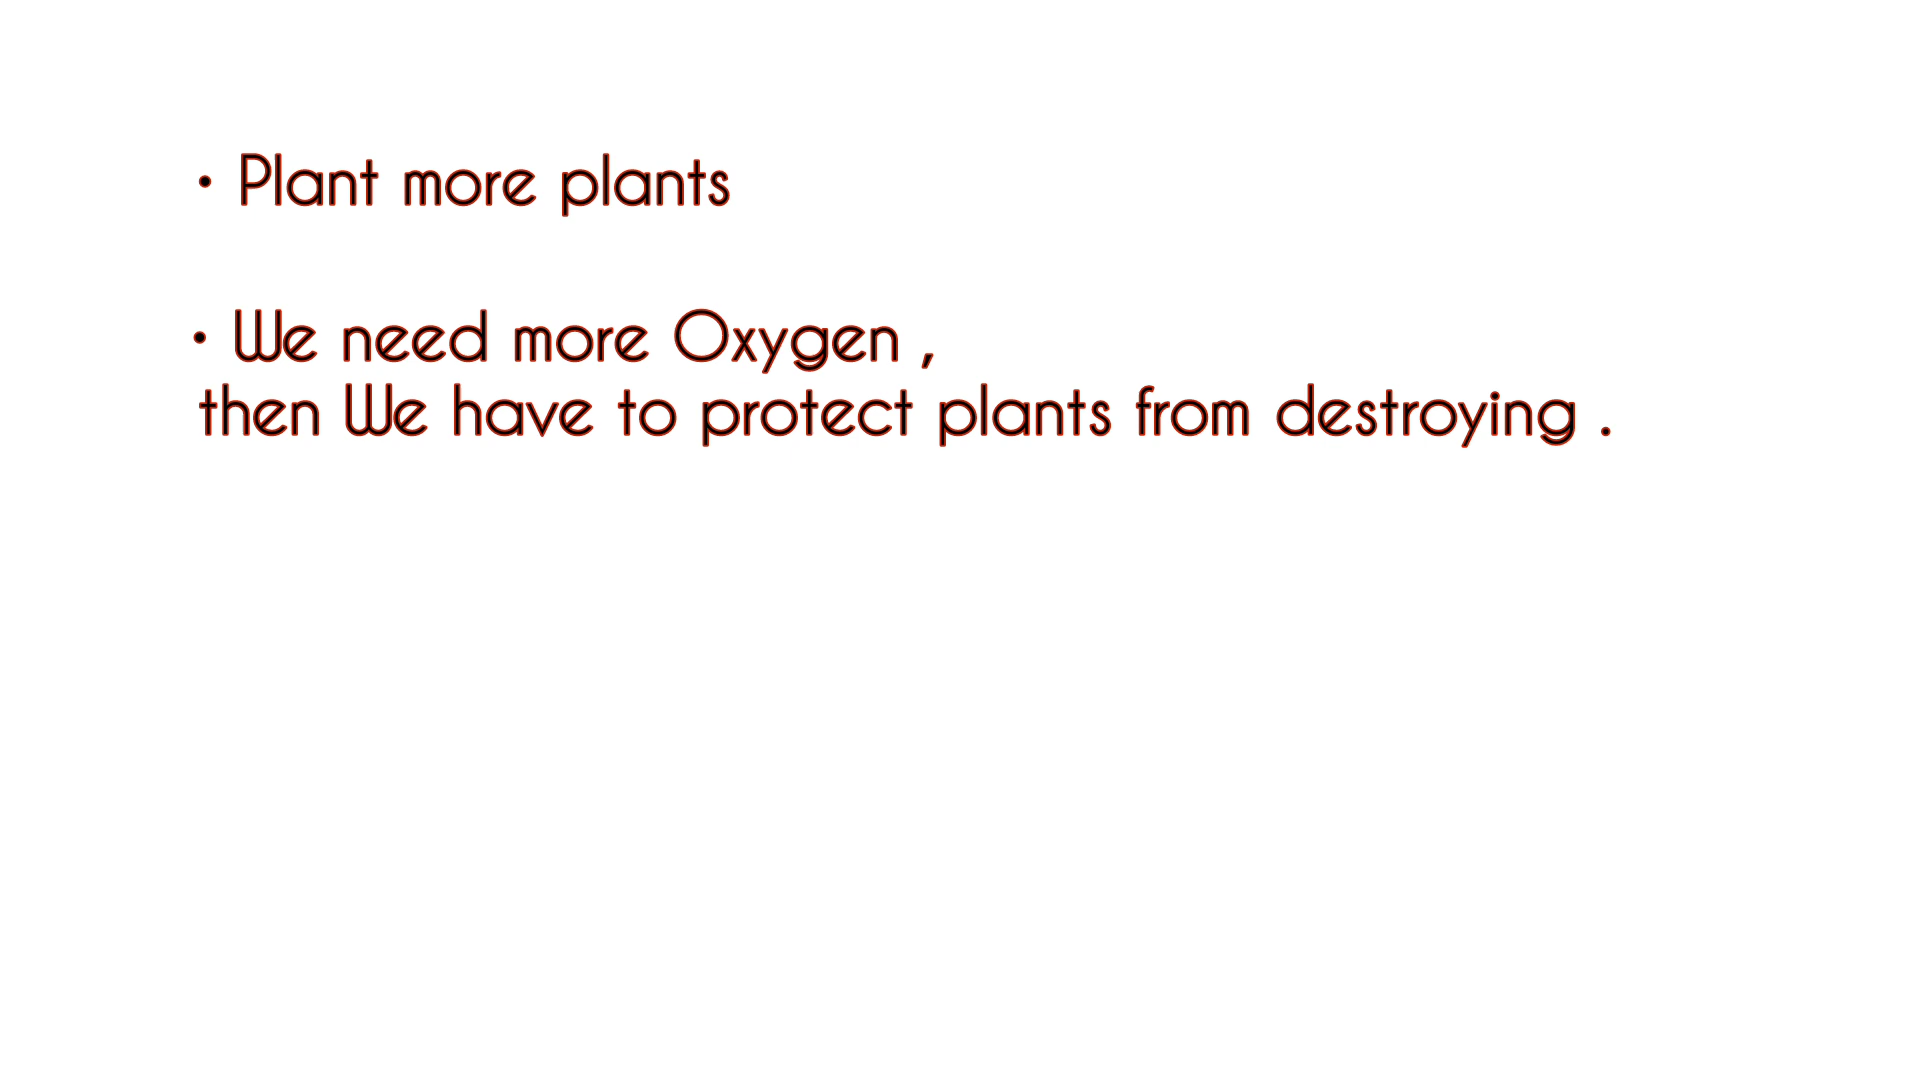 • Plant more plants
• We need more Oxygen ,
then We have to protect plants from destroying .